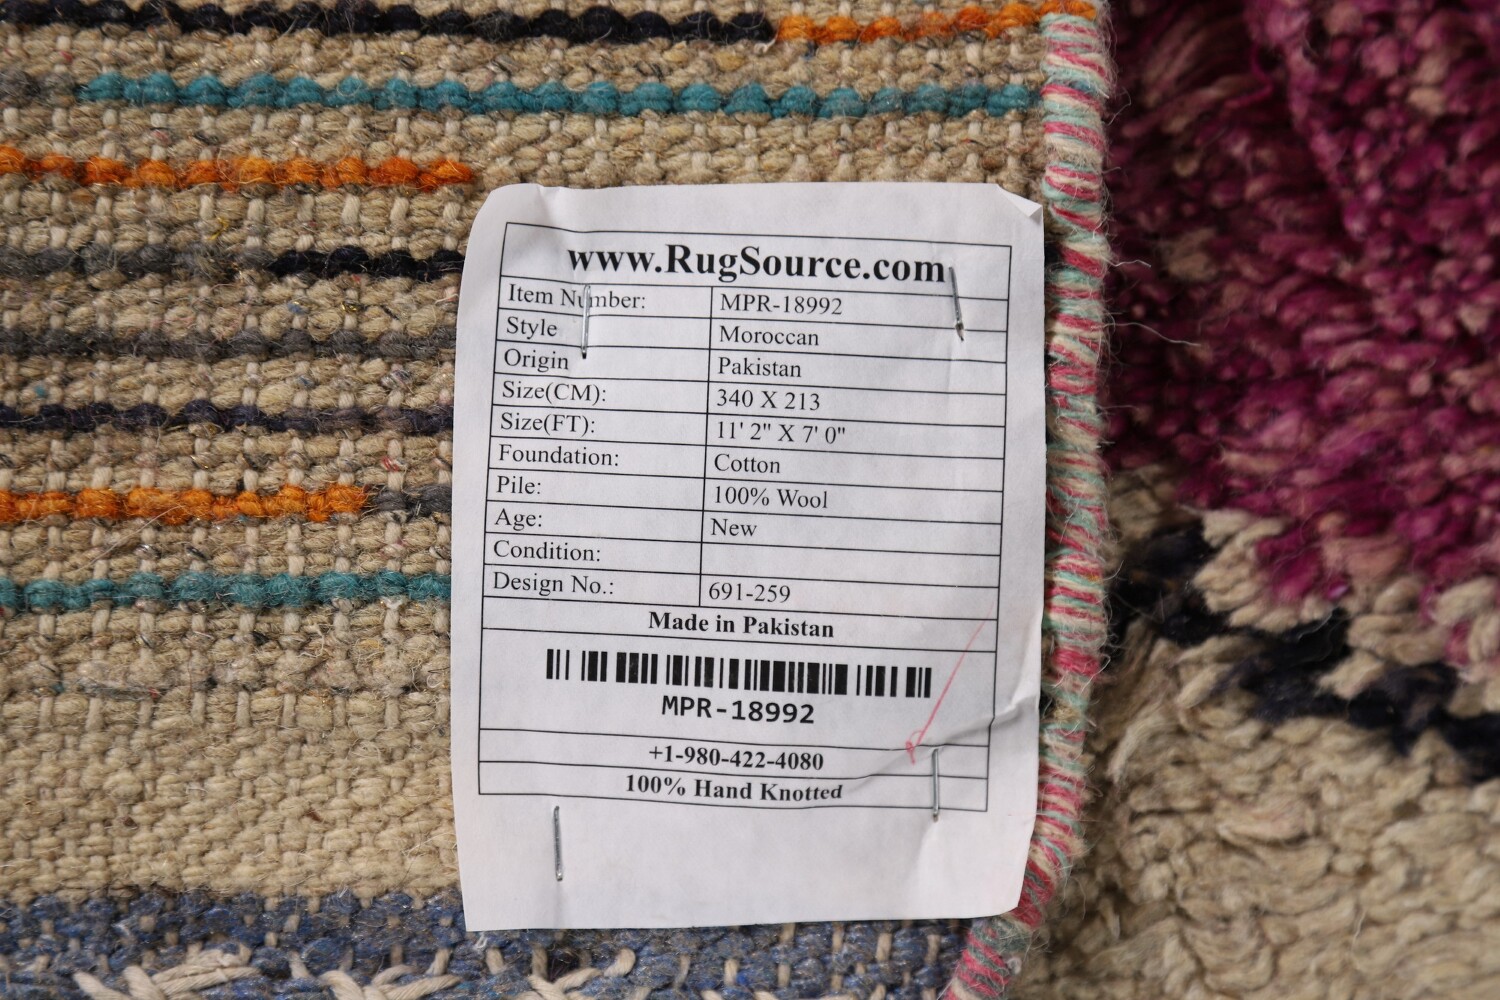 www.RugSource.com
Item Number: MPR-18992
Style Moroccan
Origin Pakistan
Size(CM): 340 X 213
Size(FT): 11' 2" X 7' 0"
Foundation: Cotton
Pile: 100% Wool
Age: New
Condition:
Design No.: 691-259
Made in Pakistan
MPR-18992
+1-980-422-4080
100% Hand Knotted